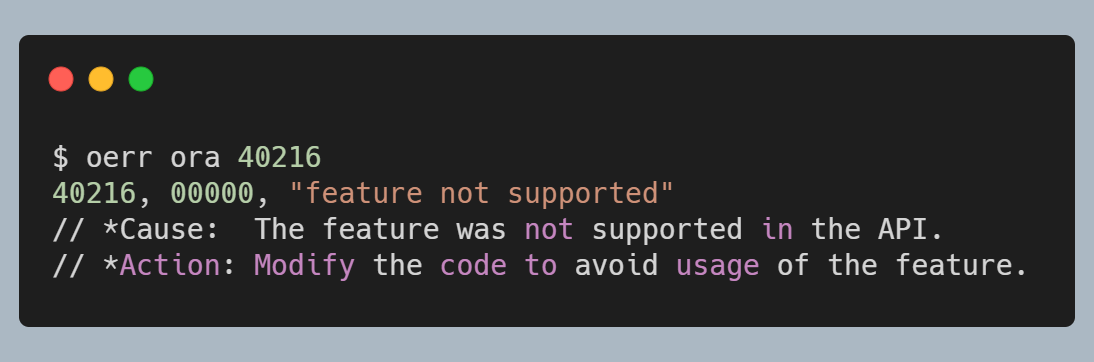 $ oerr ora 40216
40216, 00000, "feature not supported"
// *Cause:  The feature was not supported in the API.
// *Action: Modify the code to avoid usage of the feature.